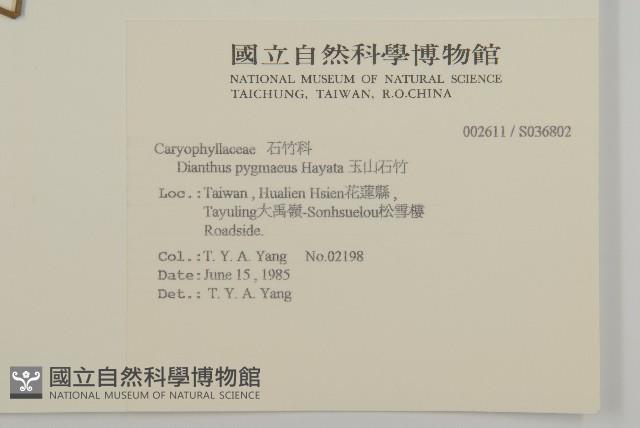 國立自然科學博物館
NATIONAL MUSEUM OF NATURAL SCIENCE
TAICHUNG, TAIWAN, R.O.CHINA
002611 / S036802
Caryophyllaceae 石竹科
Dianthus pygmaeus Hayata 玉山石竹
Loc.:Taiwan , Hualien Hsien花蓮縣 ,
Tayuling大禹嶺-Sonhsuelou松雪樓
Roadside.
Col.:T. Y. A. Yang No.02198
Date:June 15 , 1985
Det.: T. Y. A. Yang
國立自然科學博物館
NATIONAL MUSEUM OF NATURAL SCIENCE